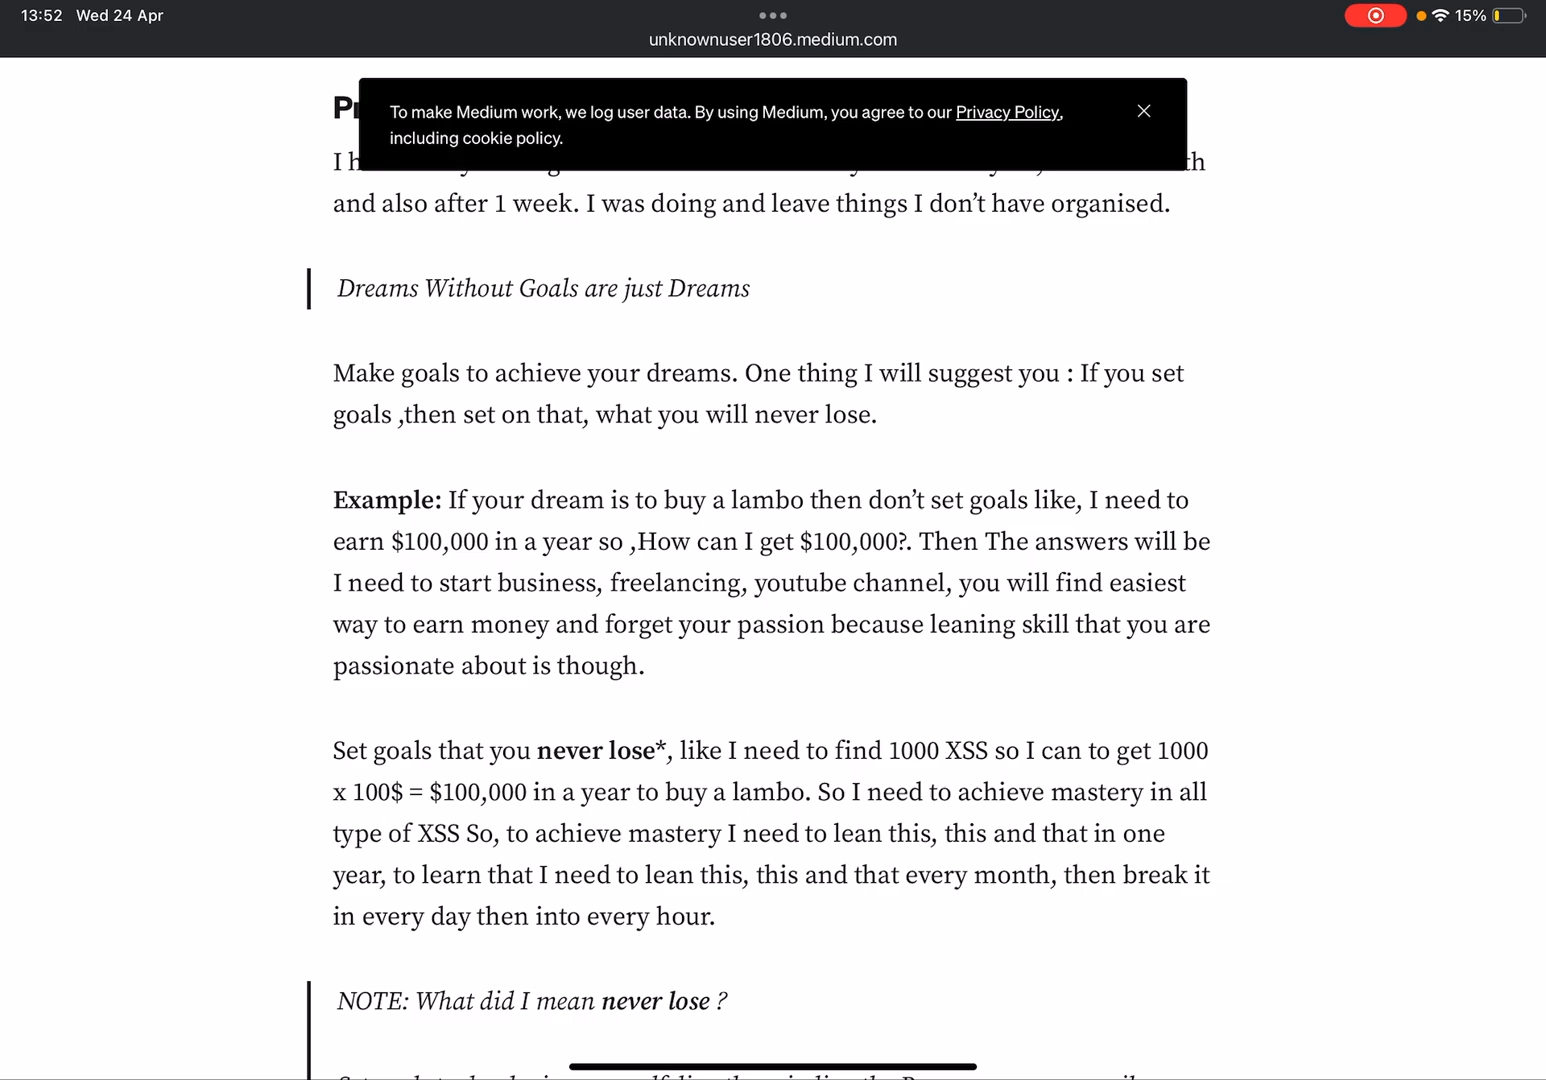 13:52 Wed 24 Apr
15%
unknownuser1806.medium.com
To make Medium work, we log user data. By using Medium, you agree to our Privacy Policy,
including cookie policy.
I
and also after 1 week. I was doing and leave things I don’t have organised.
Dreams Without Goals are just Dreams
Make goals to achieve your dreams. One thing I will suggest you : If you set
goals ,then set on that, what you will never lose.
Example: If your dream is to buy a lambo then don’t set goals like, I need to
earn $100,000 in a year so ,How can I get $100,000?. Then The answers will be
I need to start business, freelancing, youtube channel, you will find easiest
way to earn money and forget your passion because leaning skill that you are
passionate about is though.
Set goals that you never lose*, like I need to find 1000 XSS so I can to get 1000
x 100$ = $100,000 in a year to buy a lambo. So I need to achieve mastery in all
type of XSS So, to achieve mastery I need to lean this, this and that in one
year, to learn that I need to lean this, this and that every month, then break it
in every day then into every hour.
NOTE: What did I mean never lose ?